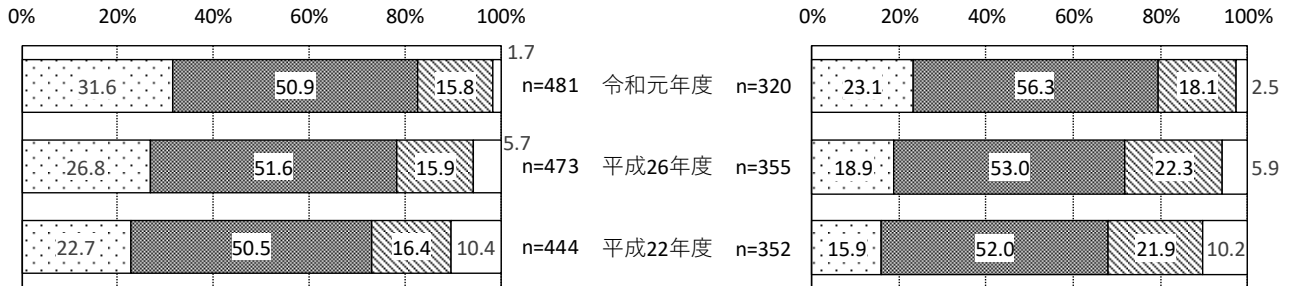 0% 20% 40% 60% 80% 100% 0% 20% 40% 60% 80% 100%
1.7
31.6 50.9 15.8 n=481 令和元年度 n=320 23.1 56.3 18.1 2.5
5.7
26.8 51.6 15.9 n=473 平成26年度 n=355 18.9 53.0 22.3 5.9
22.7 50.5 16.4 10.4 n=444 平成22年度 n=352 15.9 52.0 21.9 10.2